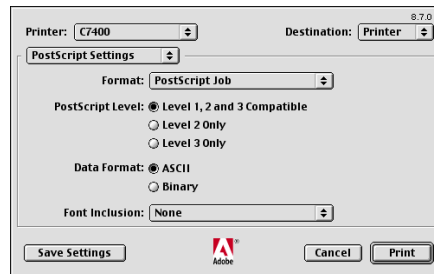 8.7.0
Printer: C7400 Destination: Printer
PostScript Settings
Format: PostScript Job
PostScript Level: Level 1, 2 and 3 Compatible
Level 2 Only
Level 3 Only
Data Format: ASCII
Binary
Font Inclusion: None
Save Settings Adobe Cancel Print